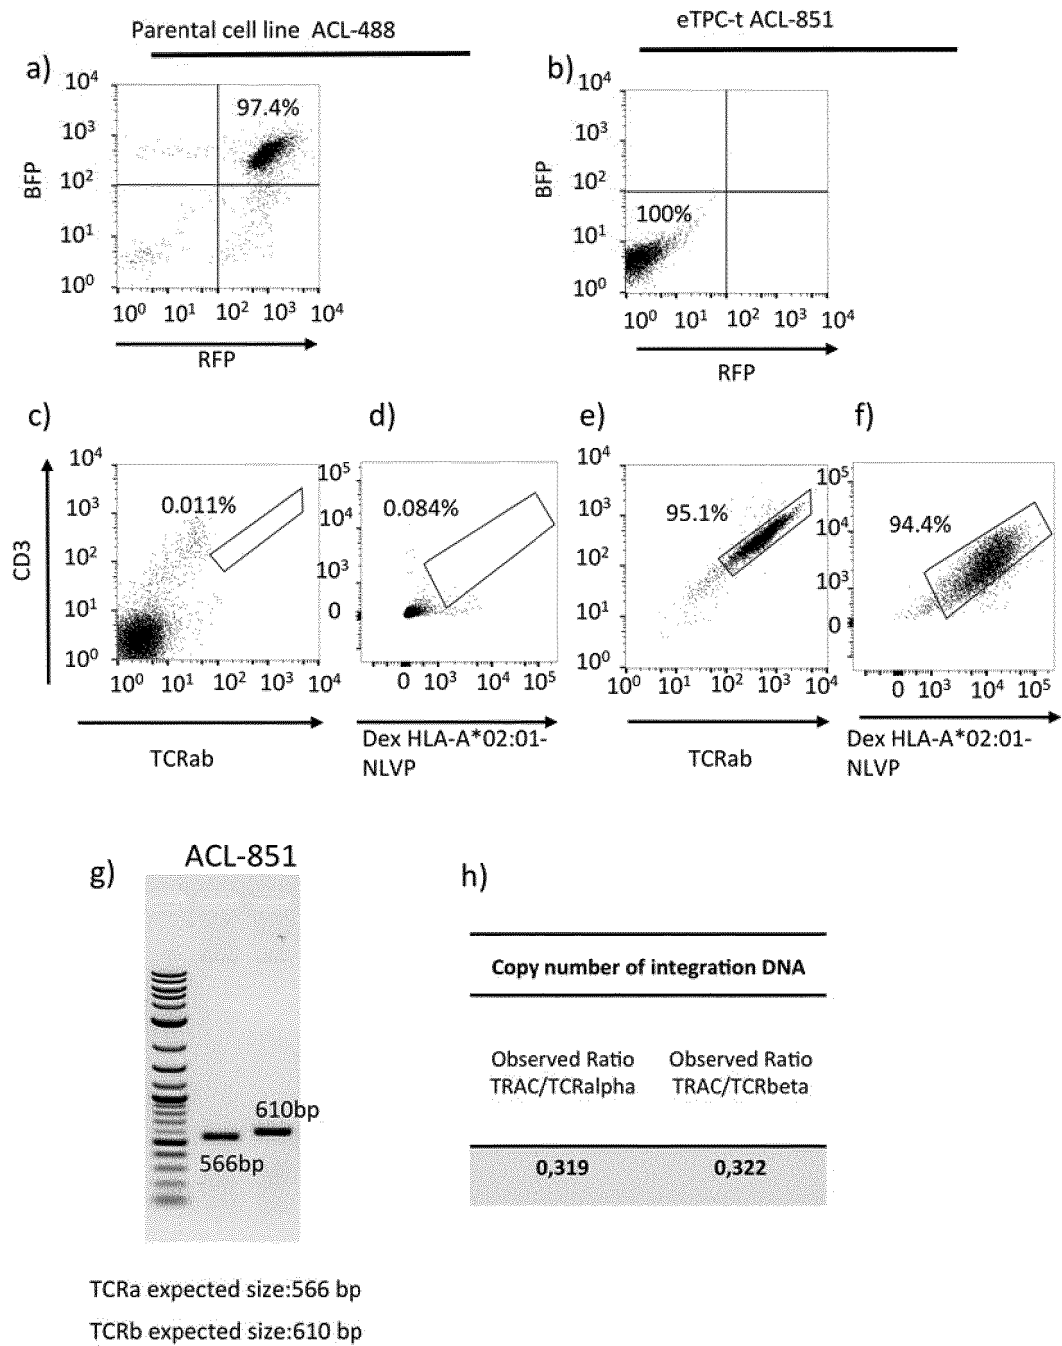 Parental cell line ACL-488
eTPC-t ACL-851
a)
10⁴
10³
10²
10¹
10⁰
BFP
97.4%
10⁰ 10¹ 10² 10³ 10⁴
RFP
b)
10⁴
10³
10²
10¹
10⁰
BFP
100%
10⁰ 10¹ 10² 10³ 10⁴
RFP
c)
10⁴
10³
10²
10¹
10⁰
CD3
0.011%
10⁰ 10¹ 10² 10³ 10⁴
TCRab
d)
10⁵
10⁴
10³
0
0.084%
0 10³ 10⁴ 10⁵
Dex HLA-A*02:01-
NLVP
e)
10⁴
10³
10²
10¹
10⁰
95.1%
10⁰ 10¹ 10² 10³ 10⁴
TCRab
f)
10⁵
10⁴
10³
0
94.4%
0 10³ 10⁴ 10⁵
Dex HLA-A*02:01-
NLVP
g)
ACL-851
610bp
566bp
TCRa expected size:566 bp
TCRb expected size:610 bp
h)
Copy number of integration DNA
Observed Ratio Observed Ratio
TRAC/TCRalpha TRAC/TCRbeta
0,319 0,322